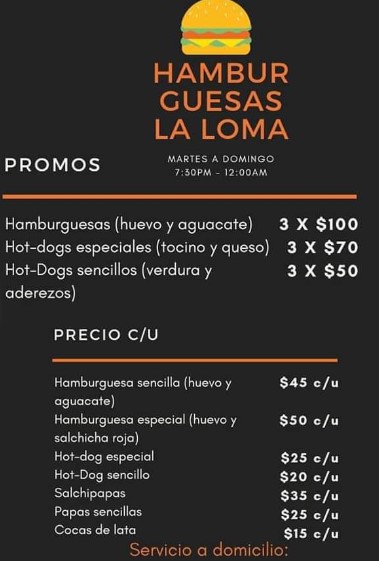 HAMBUR
GUESAS
LA LOMA
MARTES A DOMINGO
7:30PM - 12:00AM
PROMOS
Hamburguesas (huevo y aguacate) 3 X $100
Hot-dogs especiales (tocino y queso) 3 X $70
Hot-Dogs sencillos (verdura y 3 X $50
aderezos)
PRECIO C/U
Hamburguesa sencilla (huevo y $45 c/u
aguacate)
Hamburguesa especial (huevo y $50 c/u
salchicha roja)
Hot-dog especial $25 c/u
Hot-Dog sencillo $20 c/u
Salchipapas $35 c/u
Papas sencillas $25 c/u
Cocas de lata $15 c/u
Servicio a domicilio: